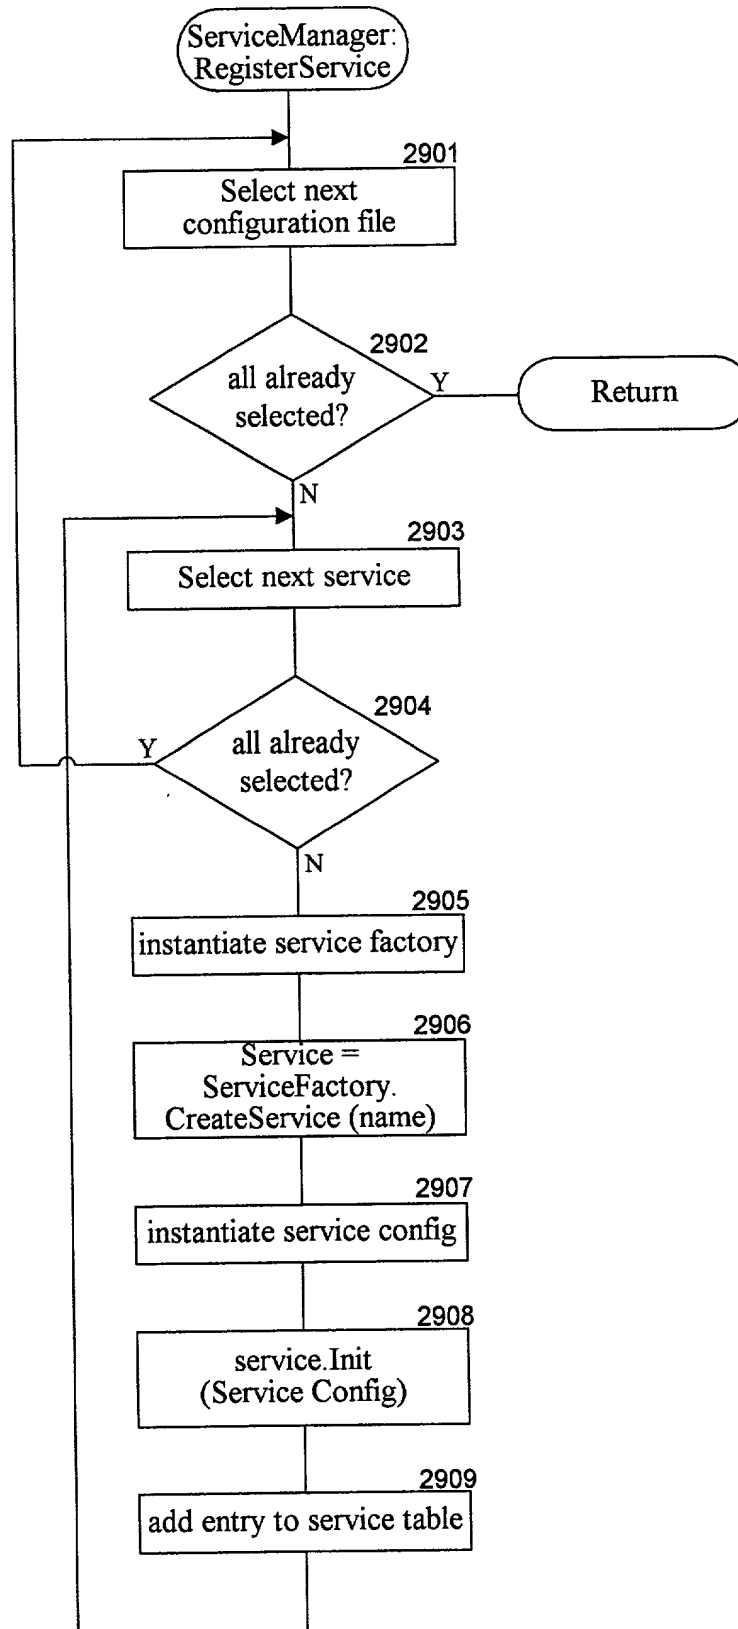 ServiceManager:
RegisterService
2901
Select next
configuration file
2902
all already
selected?
Y
Return
N
2903
Select next service
2904
Y
all already
selected?
N
2905
instantiate service factory
2906
Service =
ServiceFactory.
CreateService (name)
2907
instantiate service config
2908
service.Init
(Service Config)
2909
add entry to service table